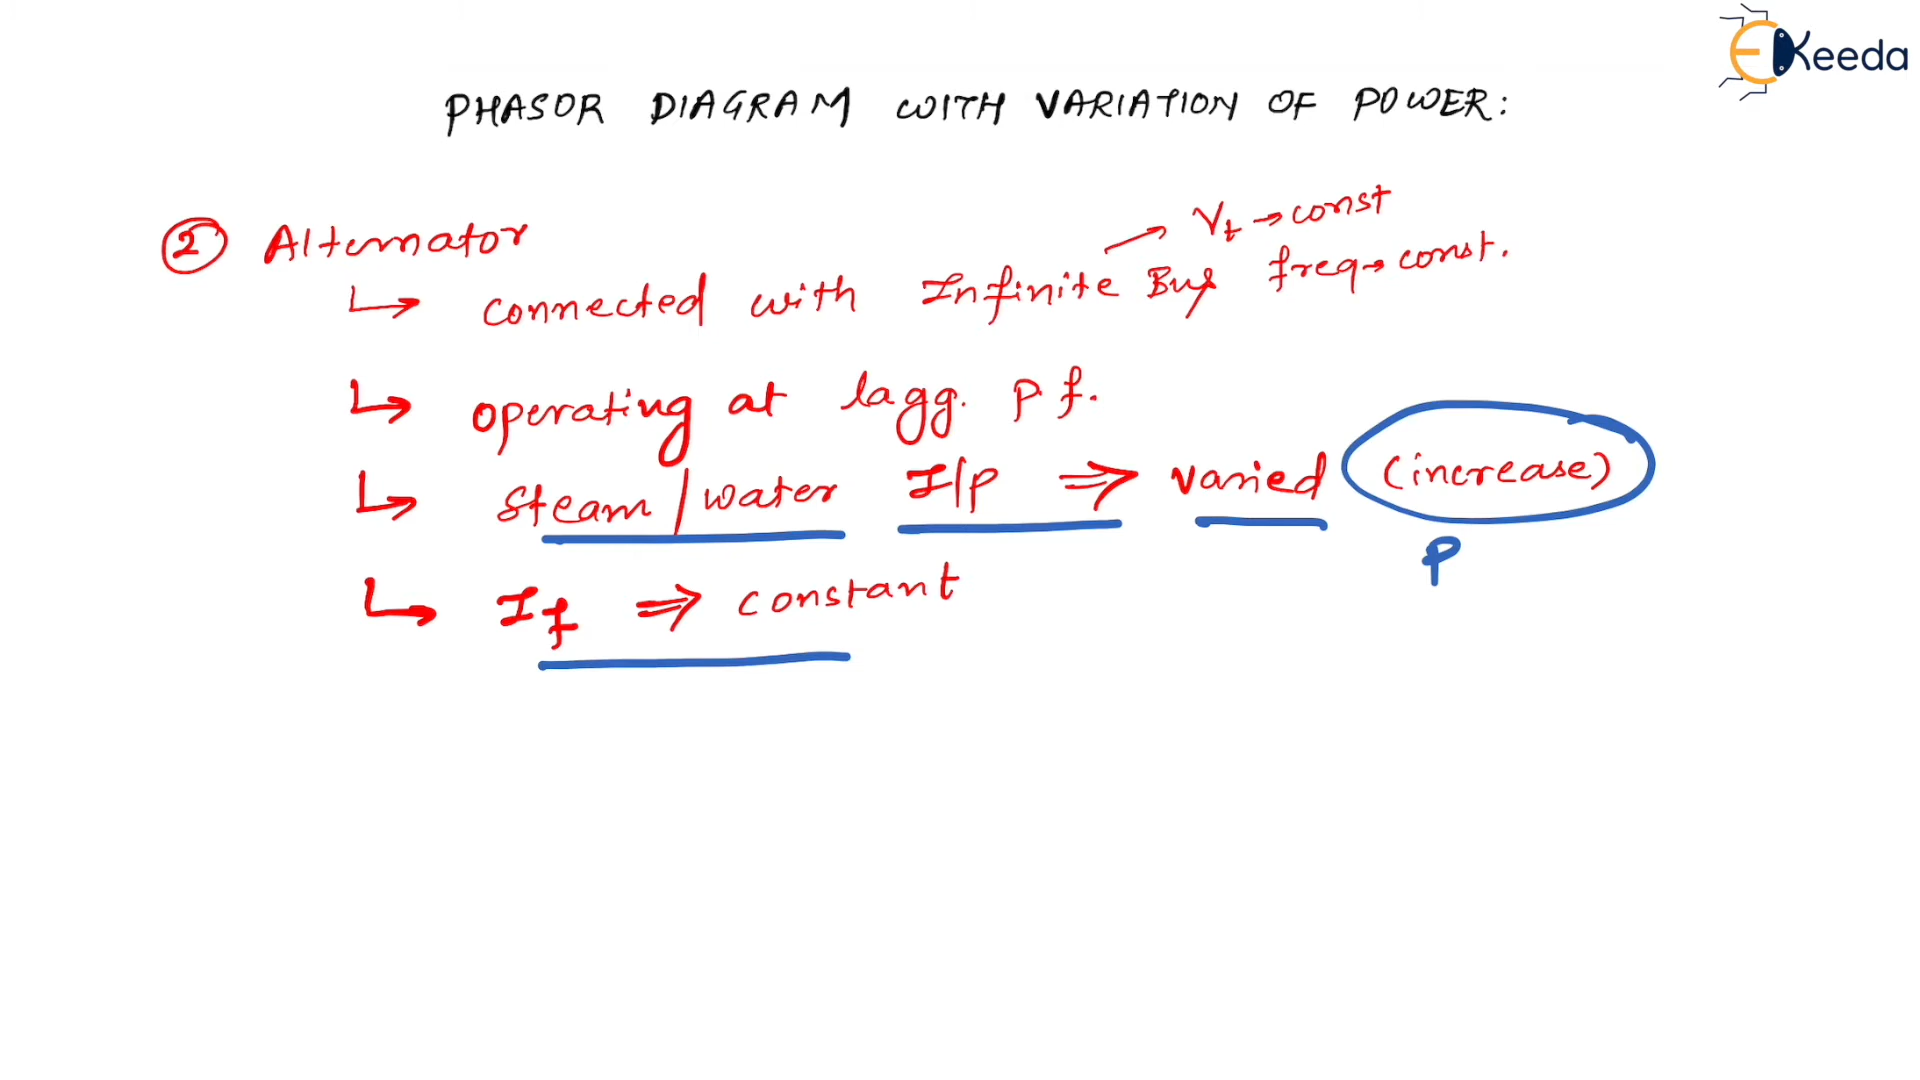 EKeeda
PHASOR DIAGRAM WITH VARIATION OF POWER:
② Alternator
↳ connected with Infinite Bus → Vt → const
freq → const.
↳ operating at lagg. p.f.
↳ Steam / water I/p ⇒ varied (increase)
P
↳ If ⇒ constant